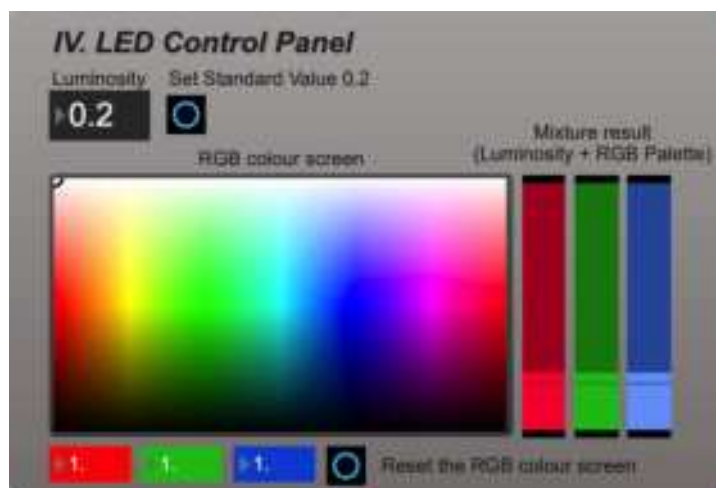 IV. LED Control Panel
Luminosity Set Standard Value 0.2
0.2
Mixture result
(Luminosity + RGB Palette)
RGB colour screen
1. 1. 1. Reset the RGB colour screen